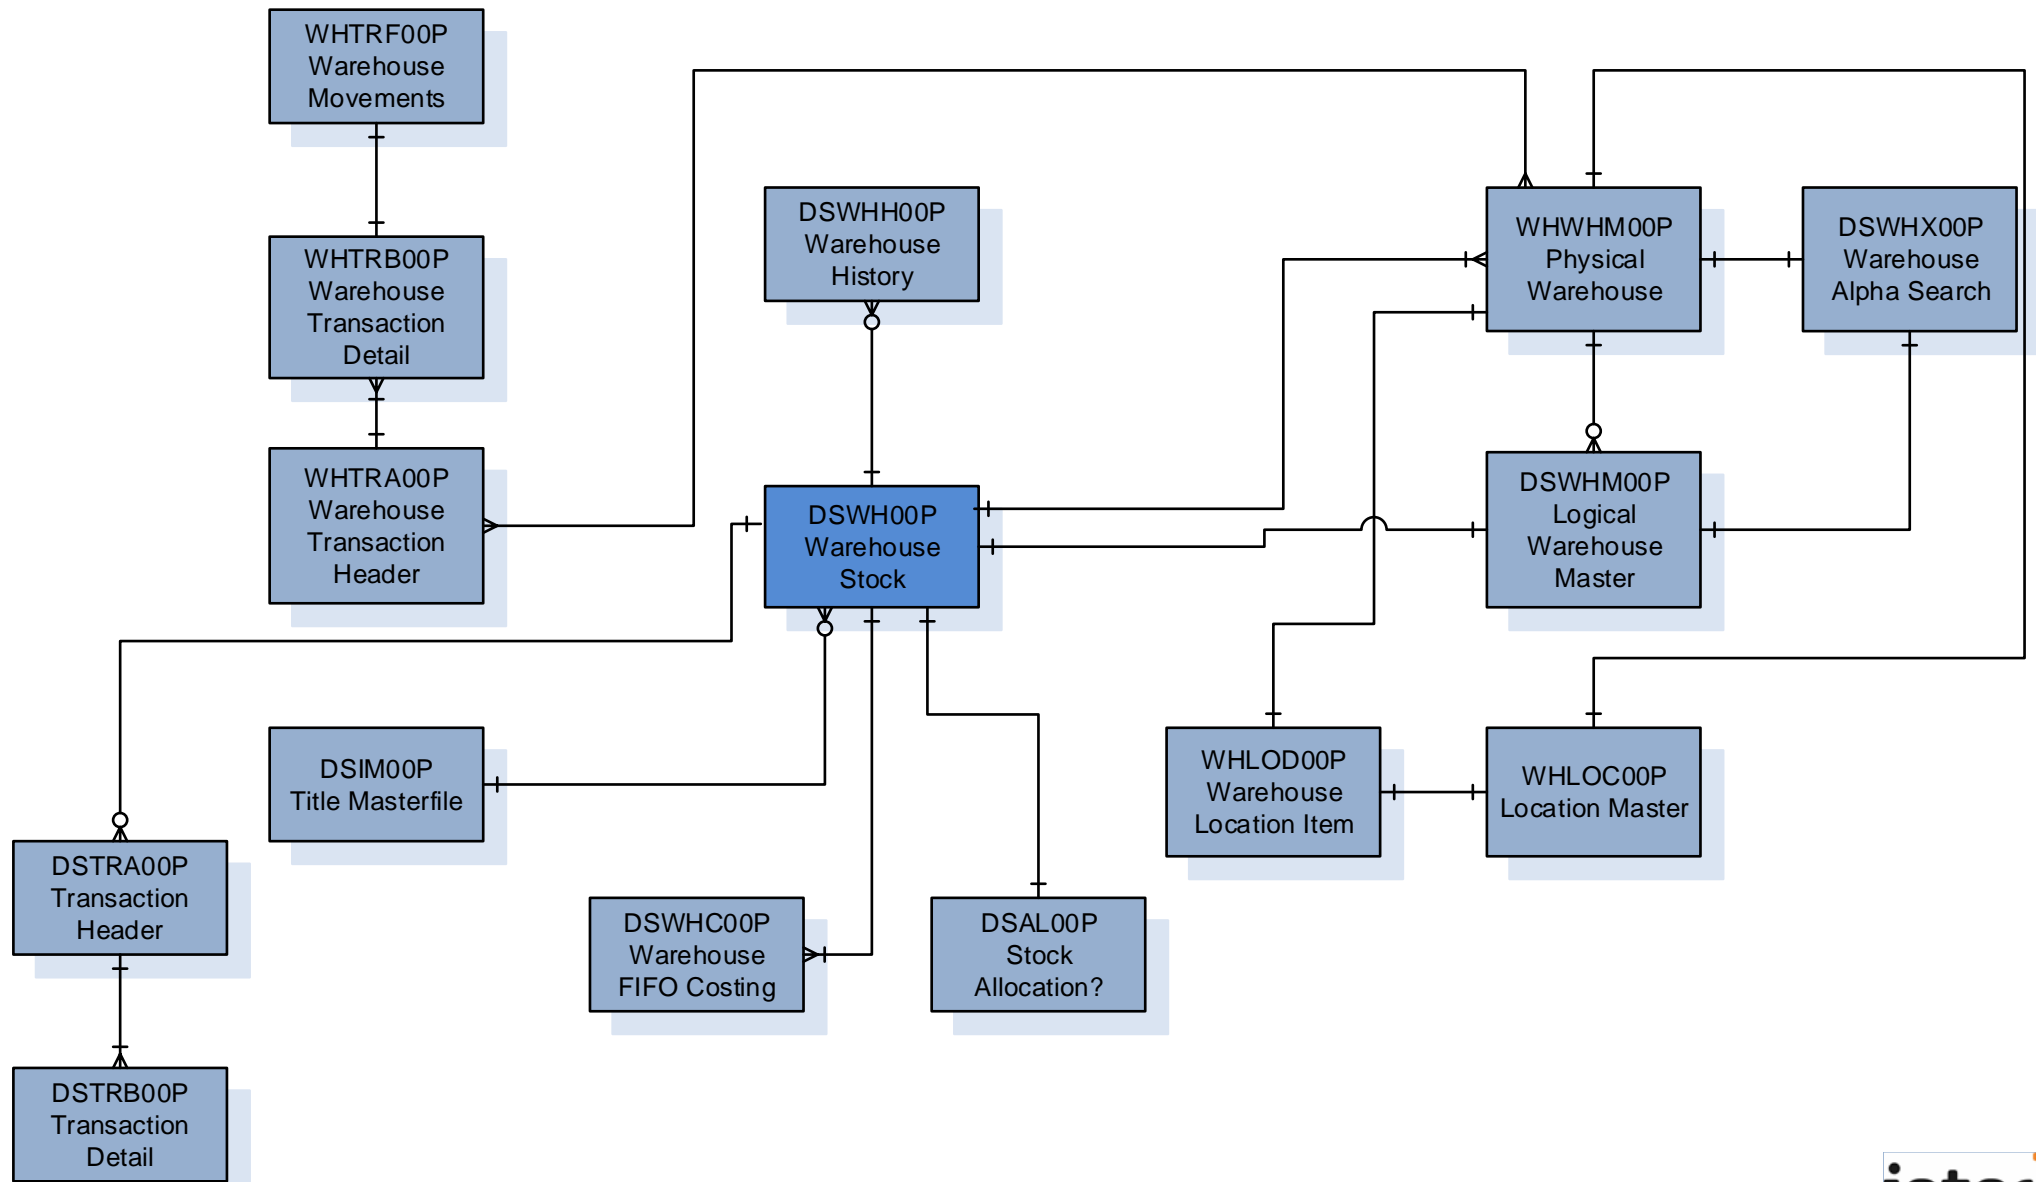 WHTRF00P
Warehouse
Movements
WHTRB00P
Warehouse
Transaction
Detail
WHTRA00P
Warehouse
Transaction
Header
DSWHH00P
Warehouse
History
DSWH00P
Warehouse
Stock
WHWHM00P
Physical
Warehouse
DSWHX00P
Warehouse
Alpha Search
DSWHM00P
Logical
Warehouse
Master
DSIM00P
Title Masterfile
WHLOD00P
Warehouse
Location Item
WHLOC00P
Location Master
DSTRA00P
Transaction
Header
DSWHC00P
Warehouse
FIFO Costing
DSAL00P
Stock
Allocation?
DSTRB00P
Transaction
Detail